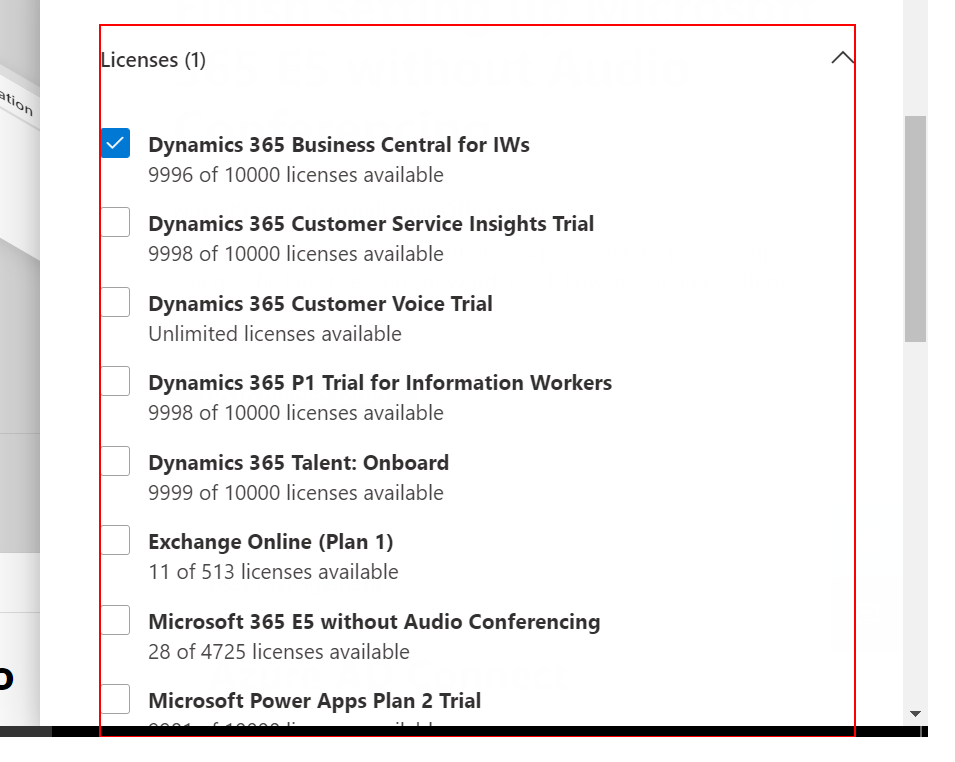 Licenses (1)
ation
Dynamics 365 Business Central for IWs
9996 of 10000 licenses available
Dynamics 365 Customer Service Insights Trial
9998 of 10000 licenses available
Dynamics 365 Customer Voice Trial
Unlimited licenses available
Dynamics 365 P1 Trial for Information Workers
9998 of 10000 licenses available
Dynamics 365 Talent: Onboard
9999 of 10000 licenses available
Exchange Online (Plan 1)
11 of 513 licenses available
Microsoft 365 E5 without Audio Conferencing
28 of 4725 licenses available
Microsoft Power Apps Plan 2 Trial